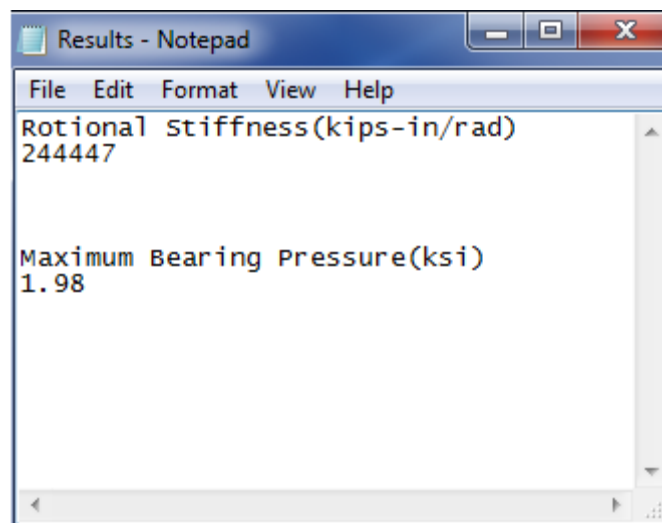 Results - Notepad
File Edit Format View Help
Rotional Stiffness(kips-in/rad)
244447
Maximum Bearing Pressure(ksi)
1.98